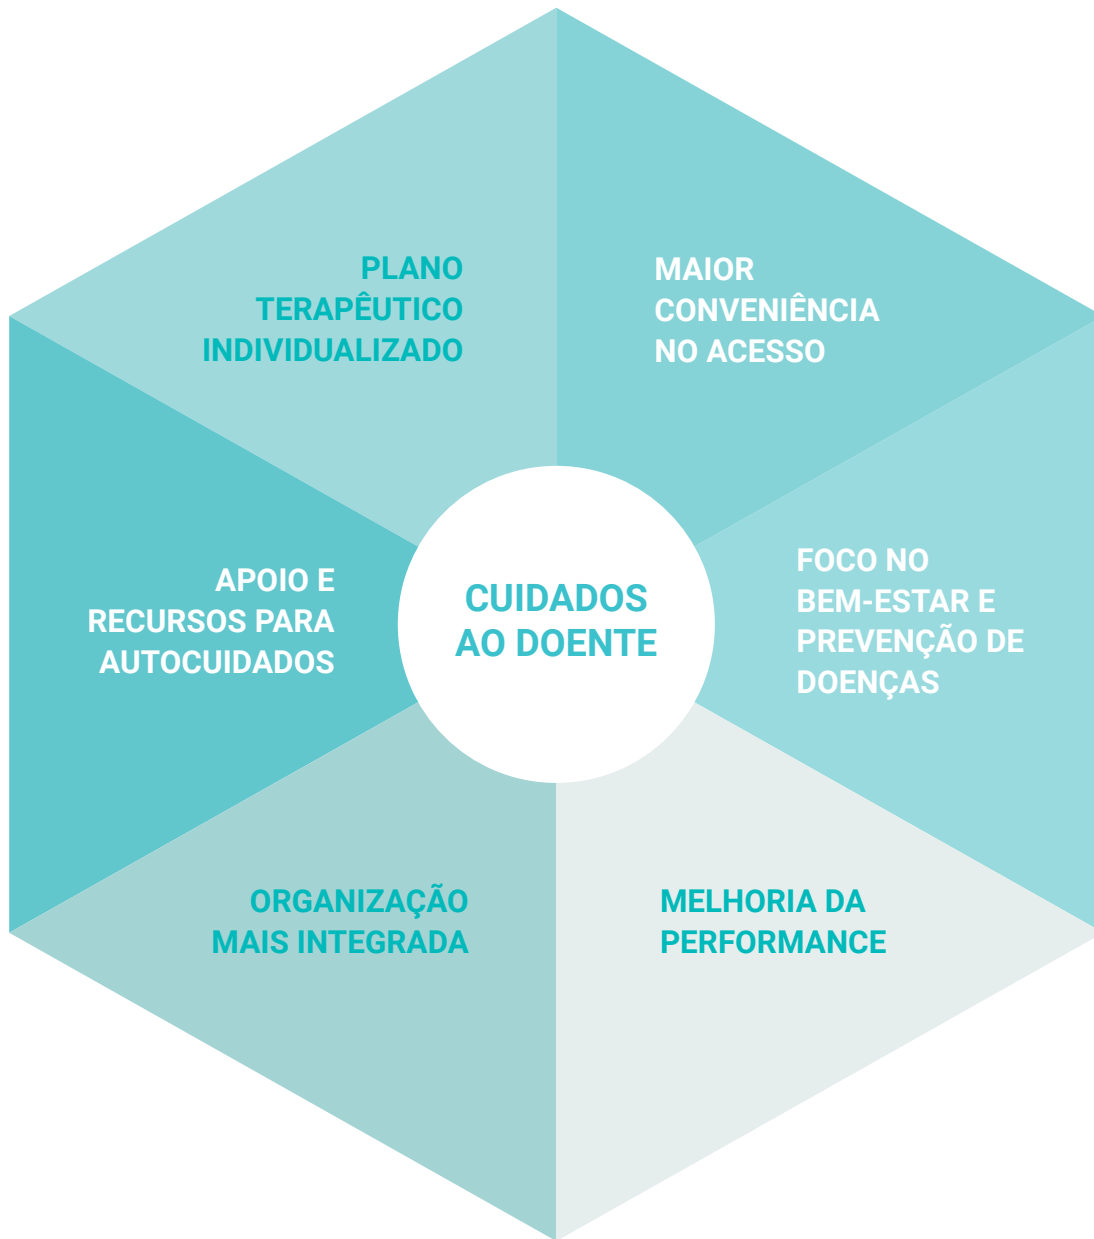 PLANO
TERAPÊUTICO
INDIVIDUALIZADO
MAIOR
CONVENIÊNCIA
NO ACESSO
APOIO E
RECURSOS PARA
AUTOCUIDADOS
CUIDADOS
AO DOENTE
FOCO NO
BEM-ESTAR E
PREVENÇÃO DE
DOENÇAS
ORGANIZAÇÃO
MAIS INTEGRADA
MELHORIA DA
PERFORMANCE